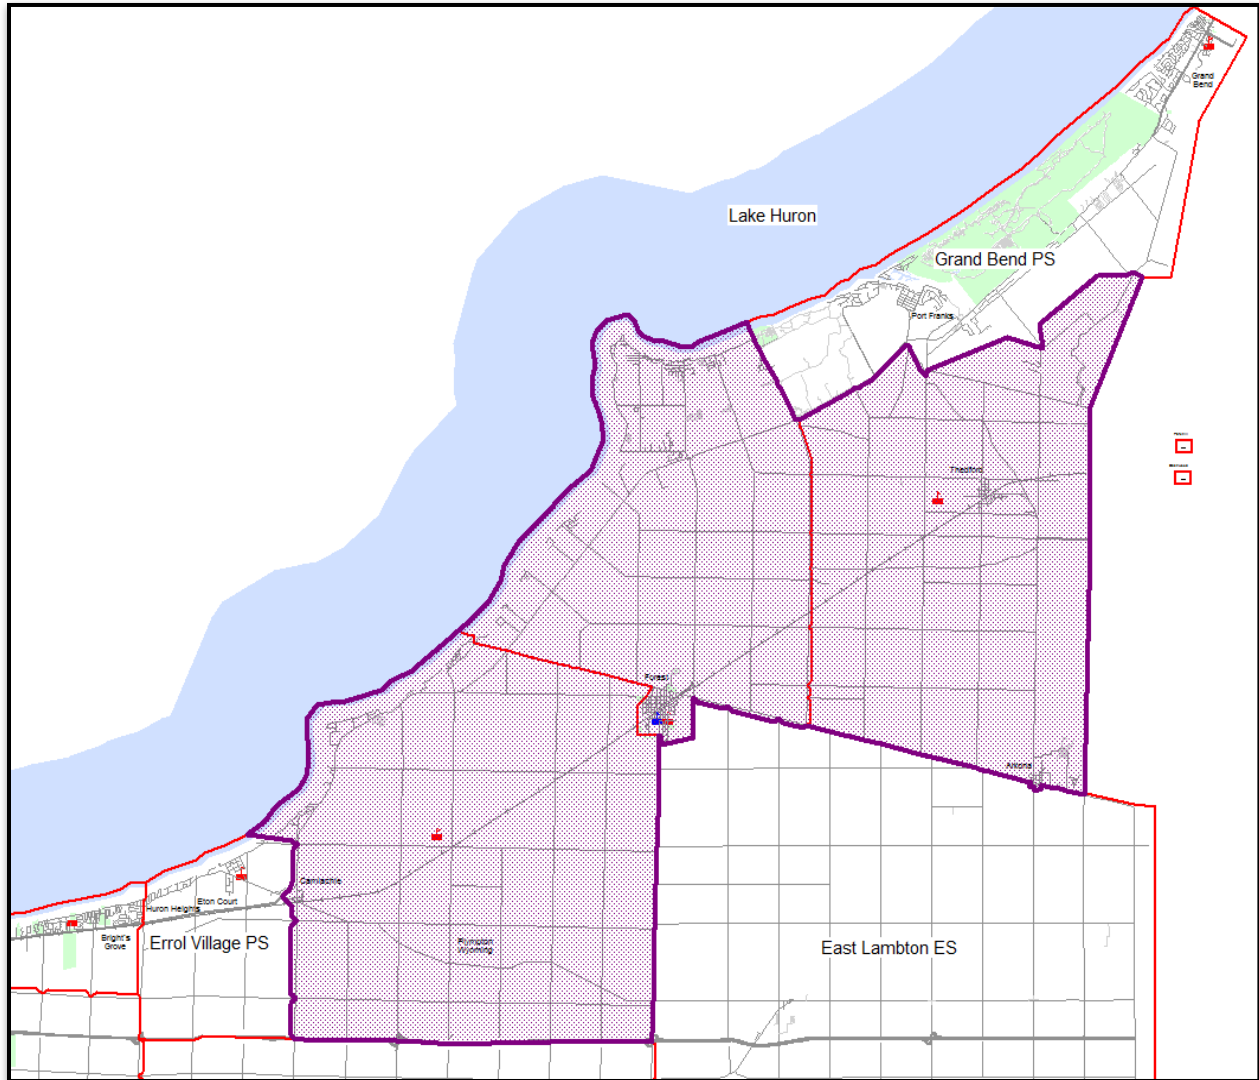 Grand
Bend
Lake Huron
Grand Bend PS
Port Franks
Thedford
Forest
Arkona
Camlachie
Eton Court
Huron Heights
Bright's
Grove
Errol Village PS
Plympton
Wyoming
East Lambton ES